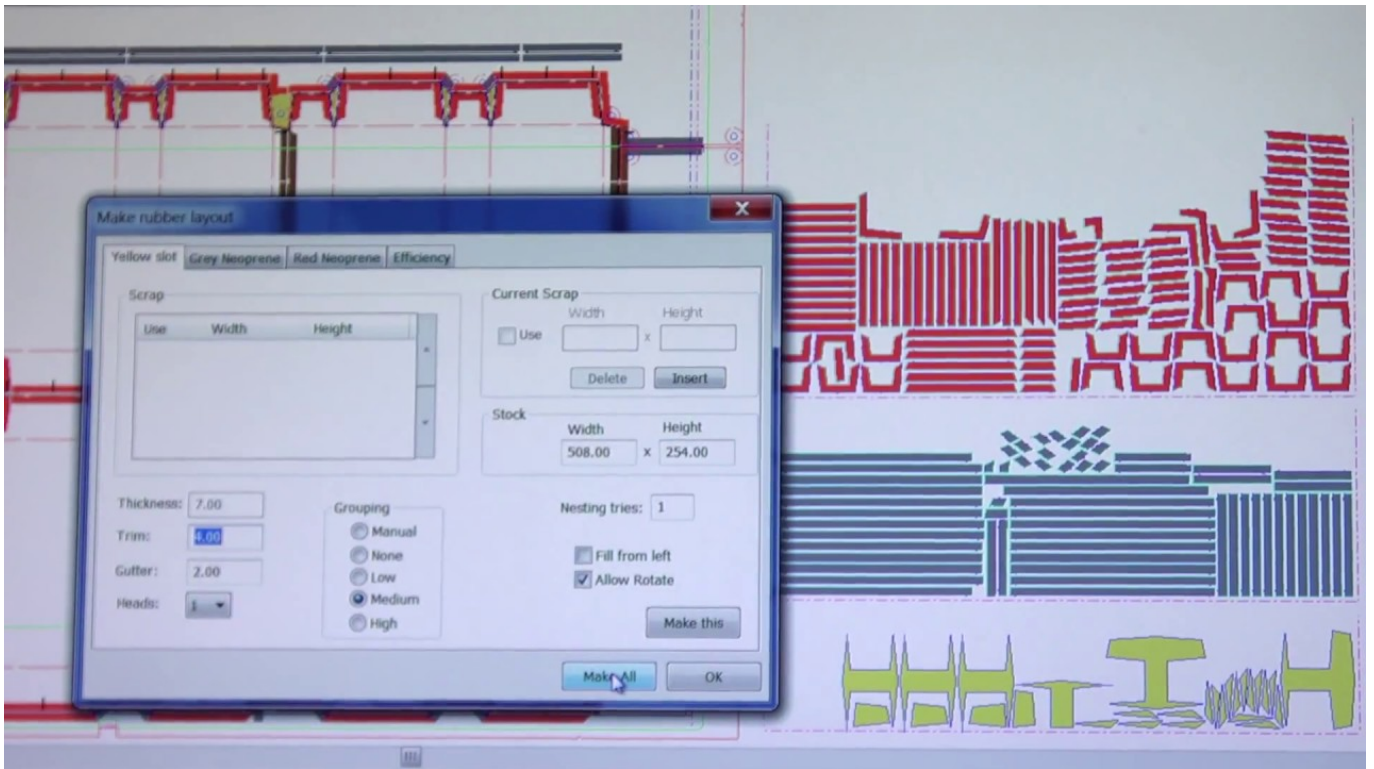 Make rubber layout
Yellow slot Grey Neoprene Red Neoprene Efficiency
Scrap
Use Width Height
Current Scrap
Width Height
Use x
Delete Insert
Stock
Width Height
508.00 x 254.00
Thickness: 7.00
Trim: 4.00
Gutter: 2.00
Heads: 1
Grouping
Manual
None
Low
Medium
High
Nesting tries: 1
Fill from left
Allow Rotate
Make this
Make All OK